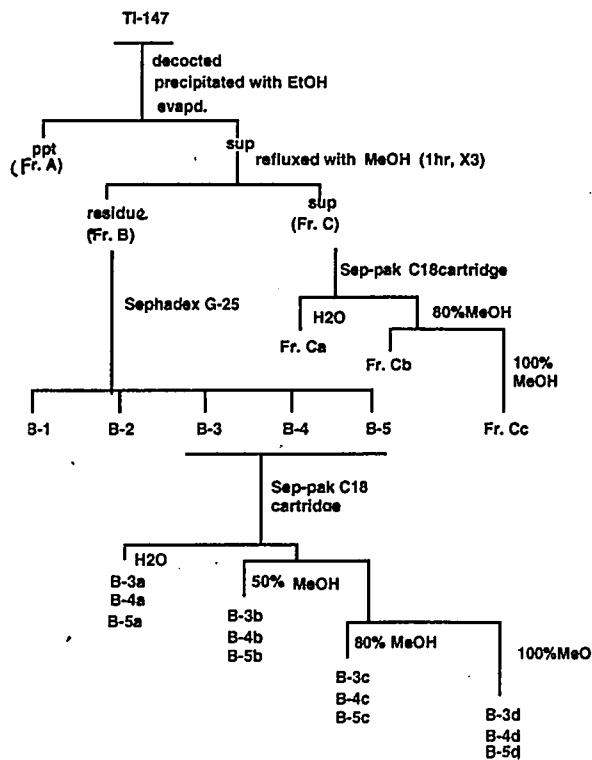 TI-147
decocted
precipitated with EtOH
evapd.
ppt
(Fr. A)
sup
refluxed with MeOH (1hr, X3)
residue
(Fr. B)
sup
(Fr. C)
Sep-pak C18cartridge
Sephadex G-25
H2O
80%MeOH
Fr. Ca
Fr. Cb
100%
MeOH
B-1
B-2
B-3
B-4
B-5
Fr. Cc
Sep-pak C18
cartridge
H2O
B-3a
B-4a
B-5a
50% MeOH
B-3b
B-4b
B-5b
80% MeOH
100%MeO
B-3c
B-4c
B-5c
B-3d
B-4d
B-5d